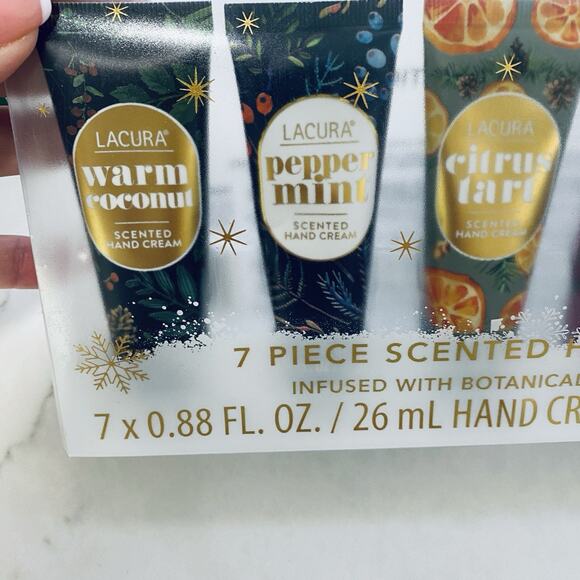 LACURA®
warm
coconut
SCENTED
HAND CREAM
LACURA®
pepper
mint
SCENTED
HAND CREAM
LACURA
citrus
tart
SCENTED
HAND CREAM
7 PIECE SCENTED H
INFUSED WITH BOTANICAL
7 x 0.88 FL. OZ. / 26 mL HAND CR